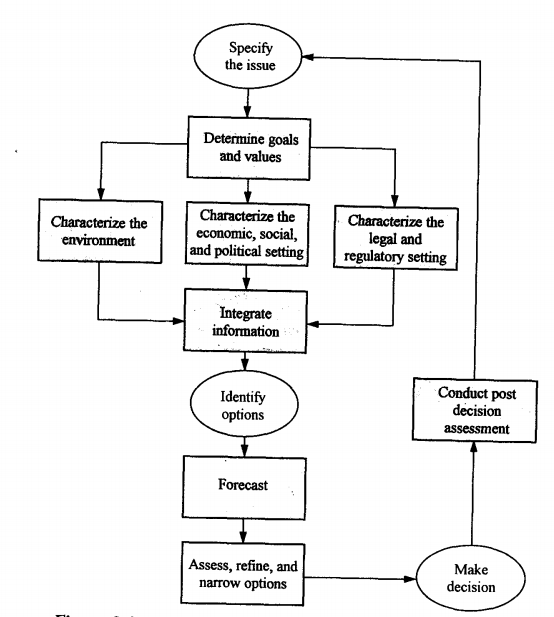 Specify
the issue
Determine goals
and values
Characterize the
environment
Characterize the
economic, social,
and political setting
Characterize the
legal and
regulatory setting
Integrate
information
Identify
options
Conduct post
decision
assessment
Forecast
Assess, refine, and
narrow options
Make
decision